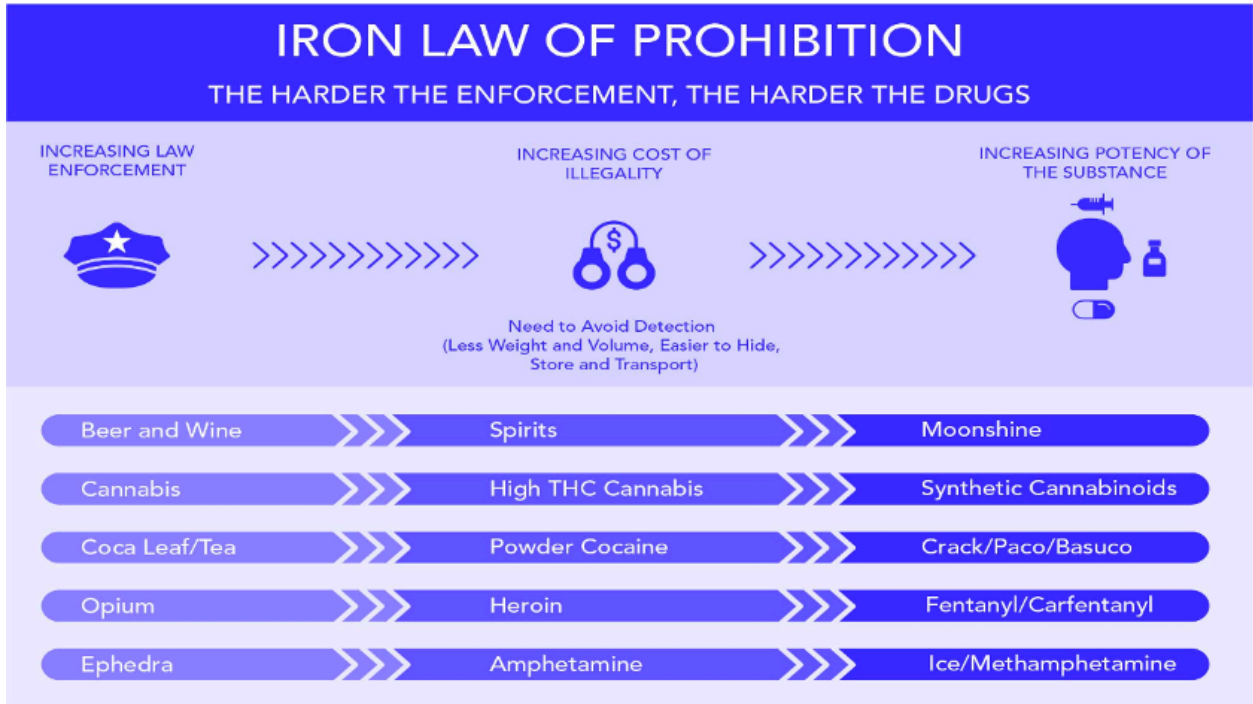 IRON LAW OF PROHIBITION
THE HARDER THE ENFORCEMENT, THE HARDER THE DRUGS
INCREASING LAW
ENFORCEMENT
INCREASING COST OF
ILLEGALITY
INCREASING POTENCY OF
THE SUBSTANCE
$
Need to Avoid Detection
(Less Weight and Volume, Easier to Hide,
Store and Transport)
Beer and Wine
Spirits
Moonshine
Cannabis
High THC Cannabis
Synthetic Cannabinoids
Coca Leaf/Tea
Powder Cocaine
Crack/Paco/Basuco
Opium
Heroin
Fentanyl/Carfentanyl
Ephedra
Amphetamine
Ice/Methamphetamine